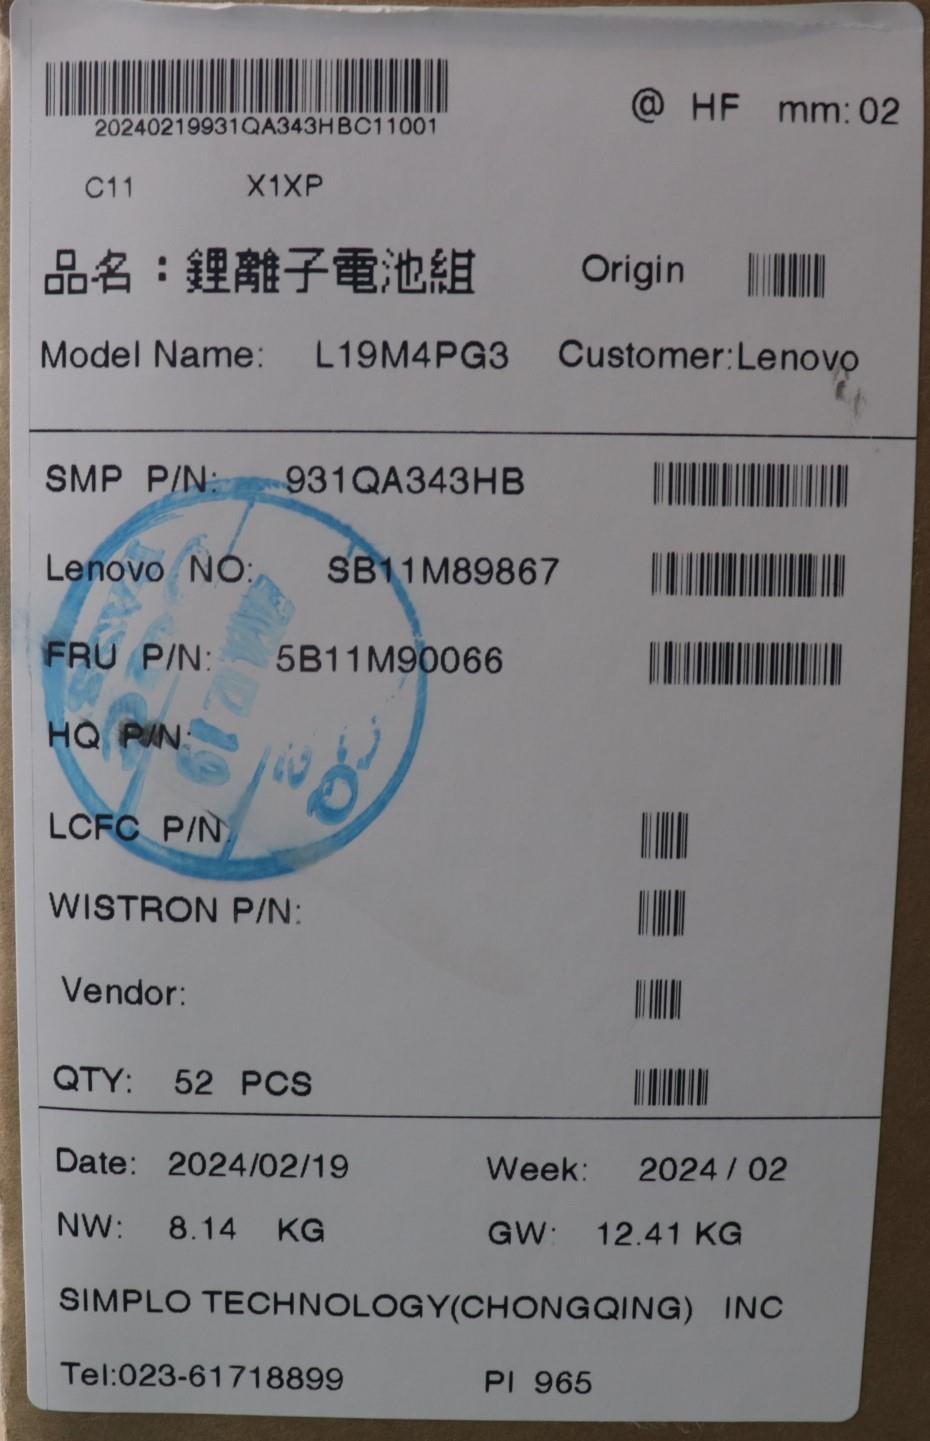 @ HF mm:02
20240219931QA343HBC11001
C11 X1XP
品名：鋰離子電池組 Origin
Model Name: L19M4PG3 Customer:Lenovo
SMP P/N: 931QA343HB
Lenovo NO: SB11M89867
FRU P/N: 5B11M90066
HQ P/N:
LCFC P/N:
WISTRON P/N:
Vendor:
QTY: 52 PCS
Date: 2024/02/19 Week: 2024 / 02
NW: 8.14 KG GW: 12.41 KG
SIMPLO TECHNOLOGY(CHONGQING) INC
Tel:023-61718899 PI 965